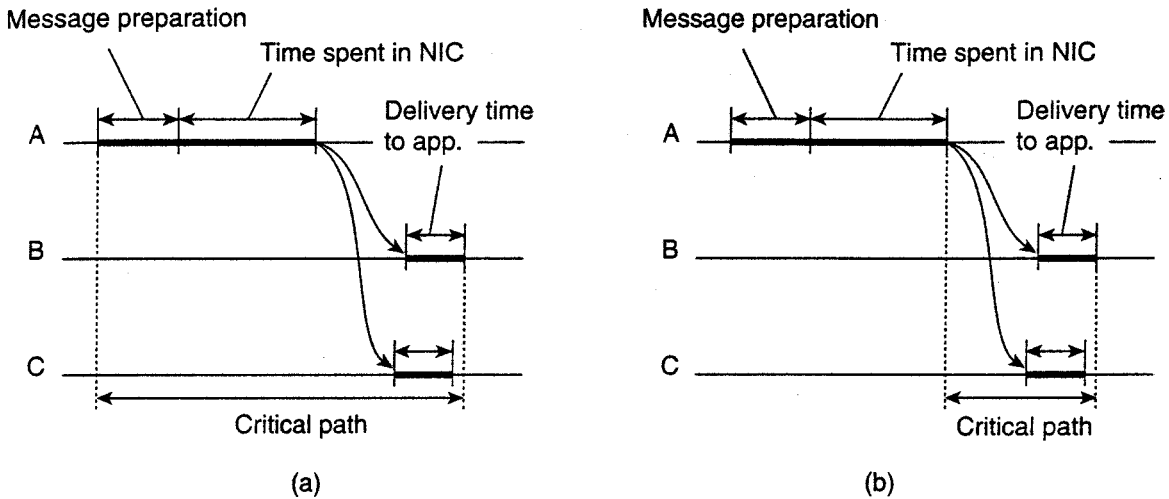 Message preparation
Time spent in NIC
Delivery time
to app.
A
B
C
Critical path
(a)
Message preparation
Time spent in NIC
Delivery time
to app.
A
B
C
Critical path
(b)